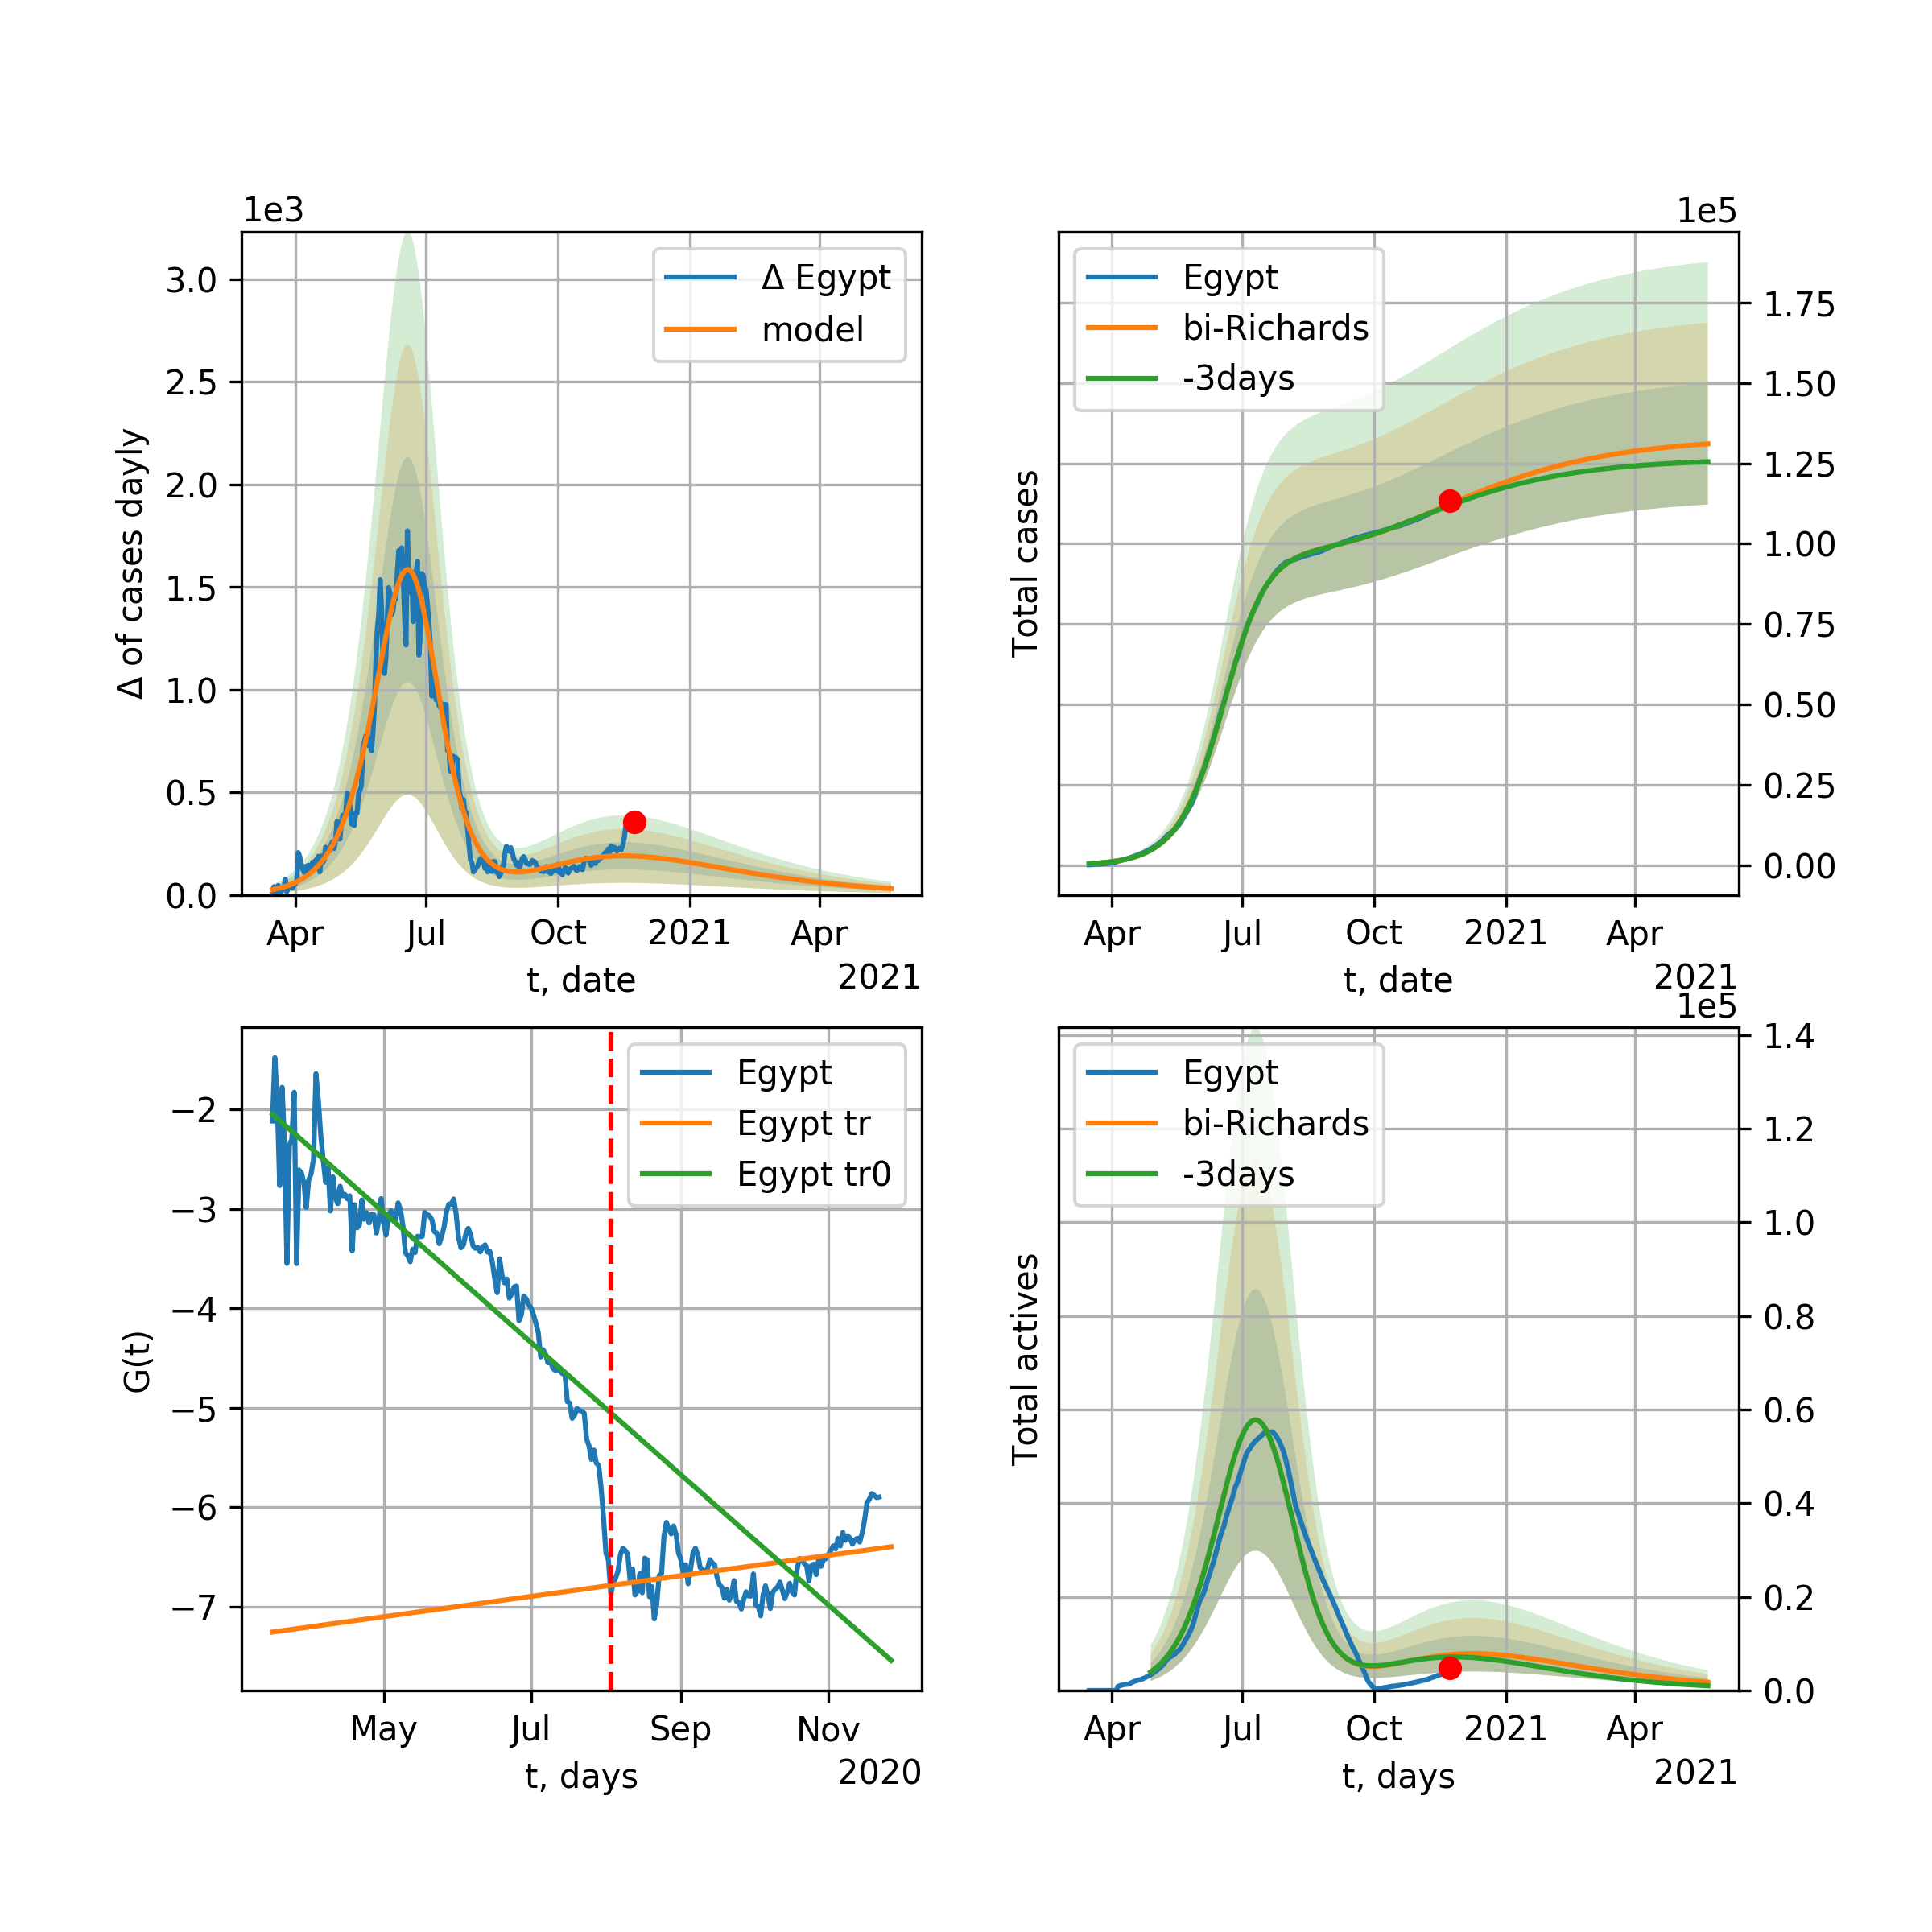 1e3
3.0
2.5
2.0
1.5
1.0
0.5
0.0
Δ of cases dayly
Δ Egypt
model
Apr
Jul
Oct
2021
Apr
t, date
2021
1e5
Total cases
Egypt
bi-Richards
-3days
1.75
1.50
1.25
1.00
0.75
0.50
0.25
0.00
Apr
Jul
Oct
2021
Apr
t, date
2021
G(t)
−2
−3
−4
−5
−6
−7
Egypt
Egypt tr
Egypt tr0
May
Jul
Sep
Nov
t, days
2020
1e5
Total actives
Egypt
bi-Richards
-3days
1.4
1.2
1.0
0.8
0.6
0.4
0.2
0.0
Apr
Jul
Oct
2021
Apr
t, days
2021